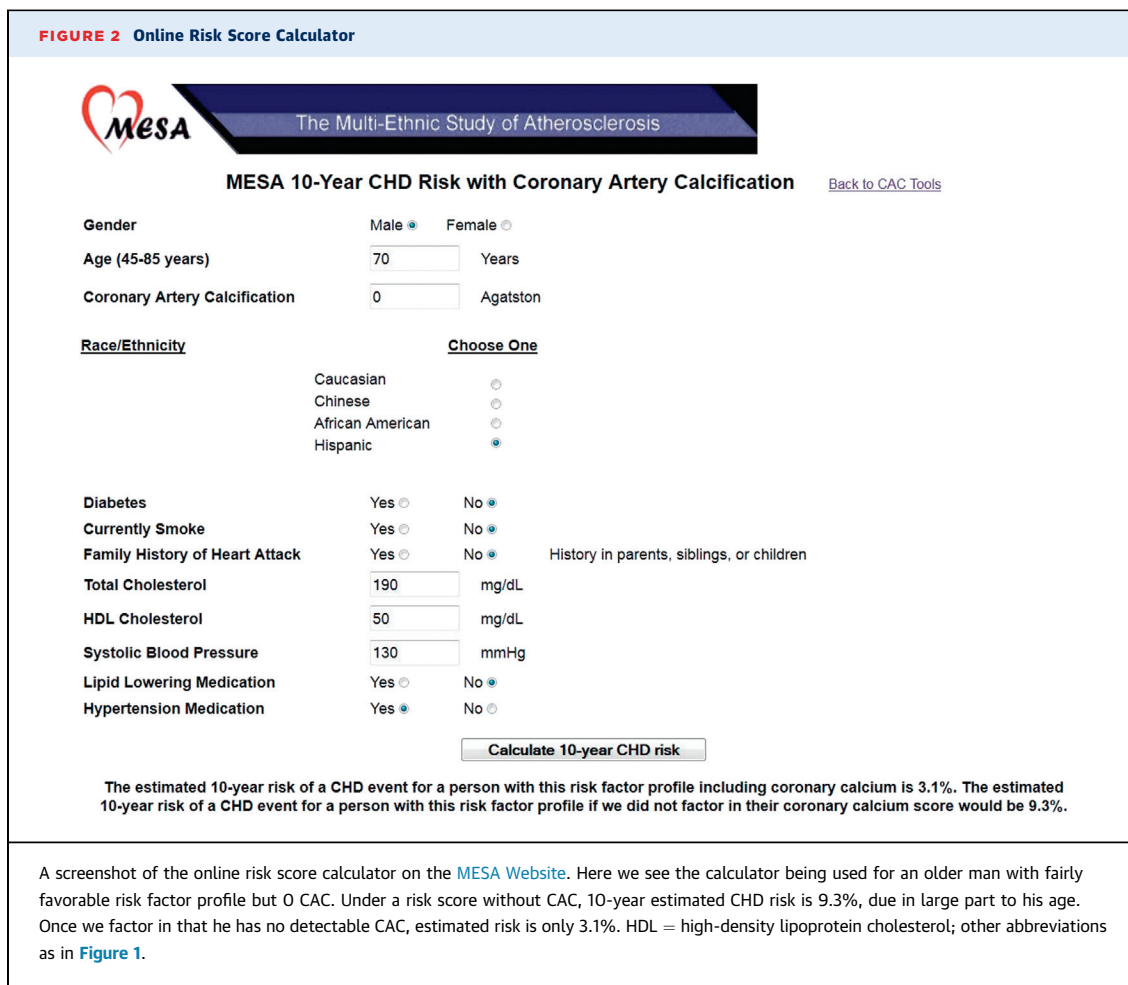 FIGURE 2 Online Risk Score Calculator
MESA The Multi-Ethnic Study of Atherosclerosis
MESA 10-Year CHD Risk with Coronary Artery Calcification Back to CAC Tools
Gender Male Female
Age (45-85 years) 70 Years
Coronary Artery Calcification 0 Agatston
Race/Ethnicity Choose One
Caucasian
Chinese
African American
Hispanic
Diabetes Yes No
Currently Smoke Yes No
Family History of Heart Attack Yes No History in parents, siblings, or children
Total Cholesterol 190 mg/dL
HDL Cholesterol 50 mg/dL
Systolic Blood Pressure 130 mmHg
Lipid Lowering Medication Yes No
Hypertension Medication Yes No
Calculate 10-year CHD risk
The estimated 10-year risk of a CHD event for a person with this risk factor profile including coronary calcium is 3.1%. The estimated
10-year risk of a CHD event for a person with this risk factor profile if we did not factor in their coronary calcium score would be 9.3%.
A screenshot of the online risk score calculator on the MESA Website. Here we see the calculator being used for an older man with fairly
favorable risk factor profile but 0 CAC. Under a risk score without CAC, 10-year estimated CHD risk is 9.3%, due in large part to his age.
Once we factor in that he has no detectable CAC, estimated risk is only 3.1%. HDL = high-density lipoprotein cholesterol; other abbreviations
as in Figure 1.